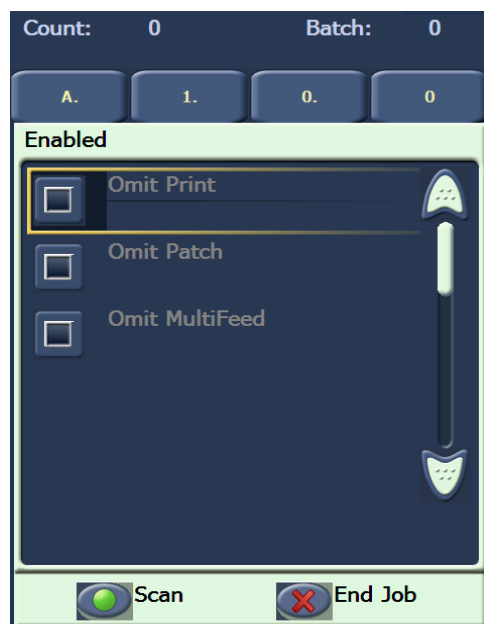 Count: 0 Batch: 0
A. 1. 0. 0
Enabled
Omit Print
Omit Patch
Omit MultiFeed
Scan End Job